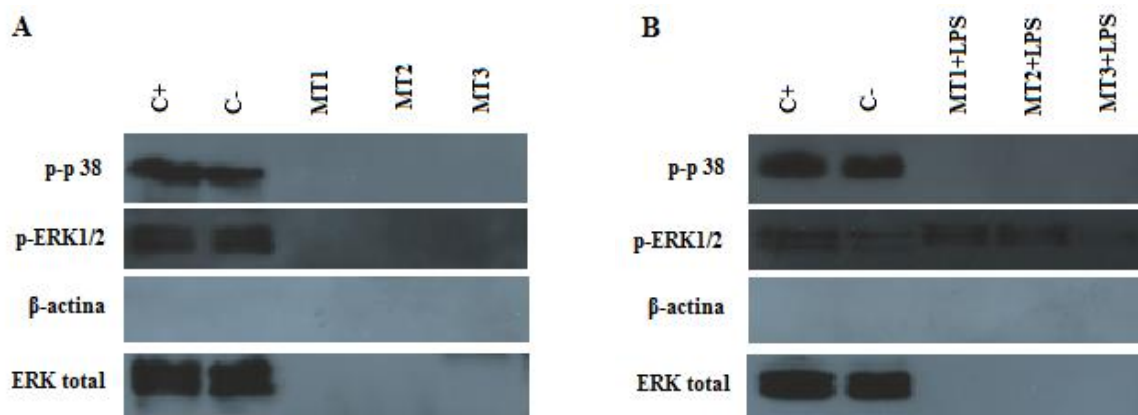 A
C+ C- MT1 MT2 MT3
p-p 38
p-ERK1/2
β-actina
ERK total
B
C+ C- MT1+LPS MT2+LPS MT3+LPS
p-p 38
p-ERK1/2
β-actina
ERK total